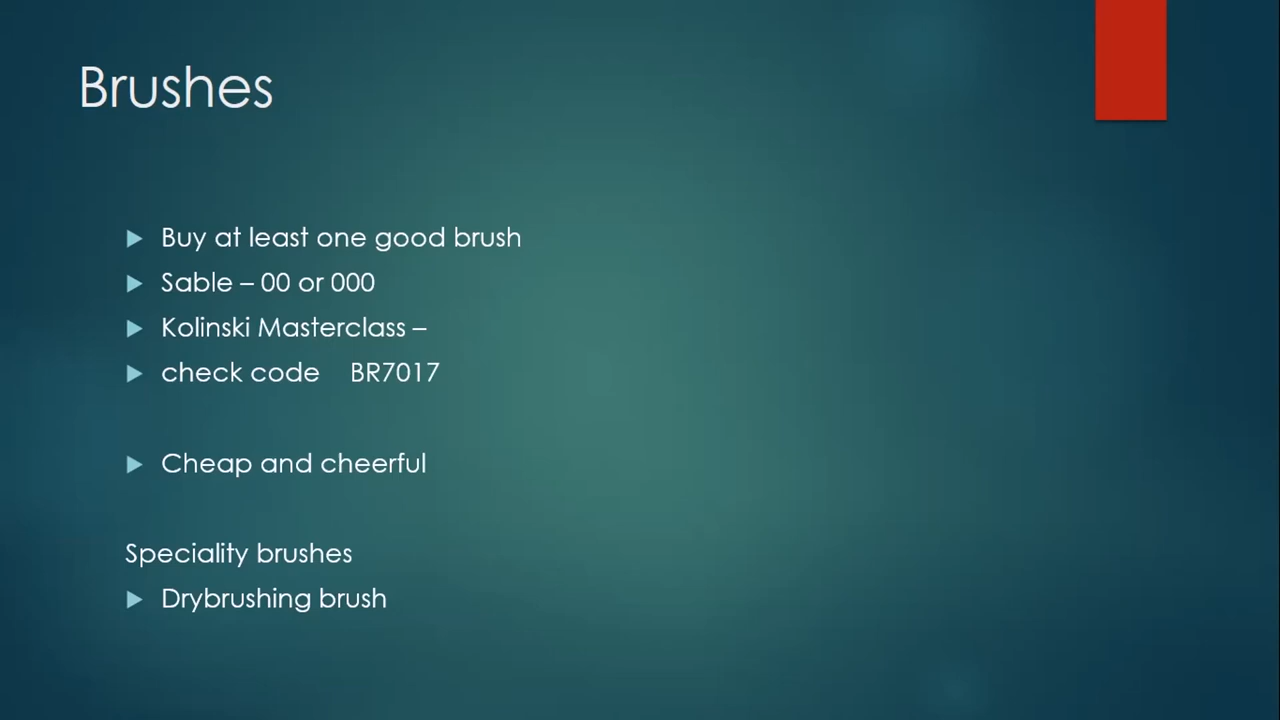 Brushes
Buy at least one good brush
Sable – 00 or 000
Kolinski Masterclass –
check code BR7017
Cheap and cheerful
Speciality brushes
Drybrushing brush